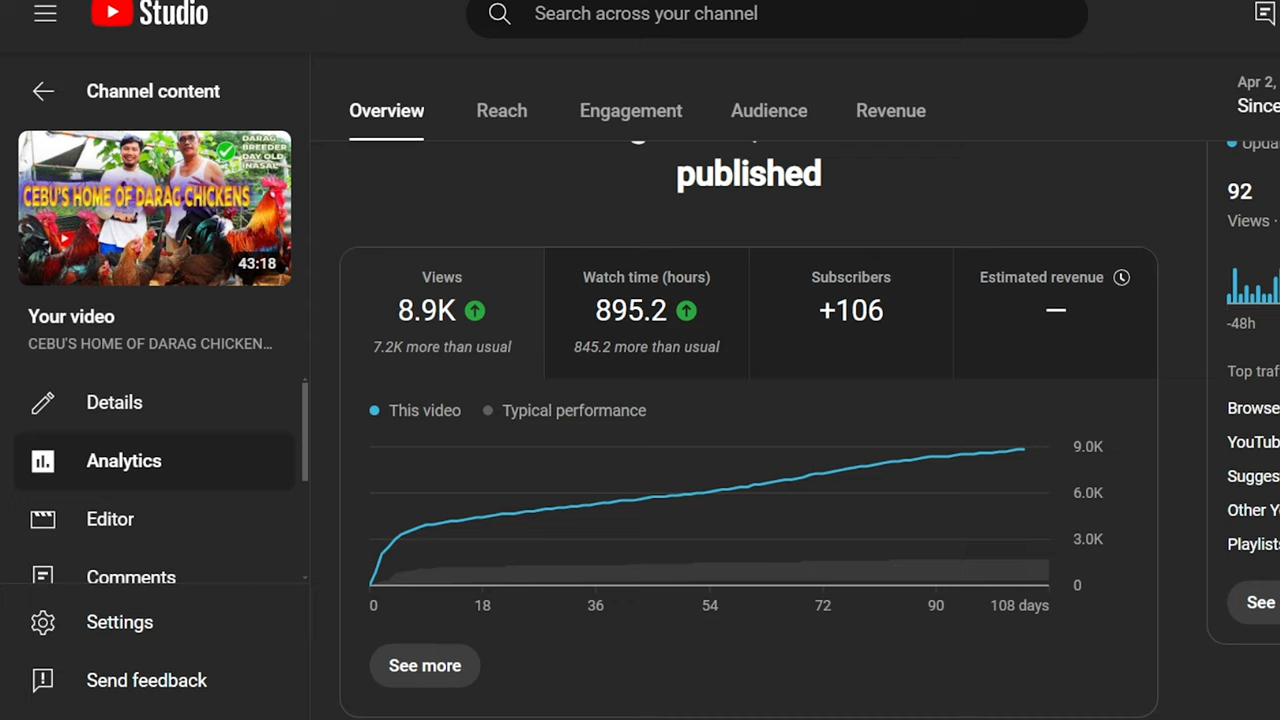 Studio
Search across your channel
Channel content
Overview
Reach
Engagement
Audience
Revenue
Apr 2,
Since
published
DARAG
BREEDER
DAY OLD
INASAL
CEBU'S HOME OF DARAG CHICKENS
43:18
Your video
CEBU'S HOME OF DARAG CHICKEN...
Details
Analytics
Editor
Comments
Settings
Send feedback
Views
8.9K
7.2K more than usual
Watch time (hours)
895.2
845.2 more than usual
Subscribers
+106
Estimated revenue
—
This video
Typical performance
9.0K
6.0K
3.0K
0
0
18
36
54
72
90
108 days
See more
92
Views ·
-48h
Top traf
Browse
YouTub
Sugges
Other Y
Playlists
See